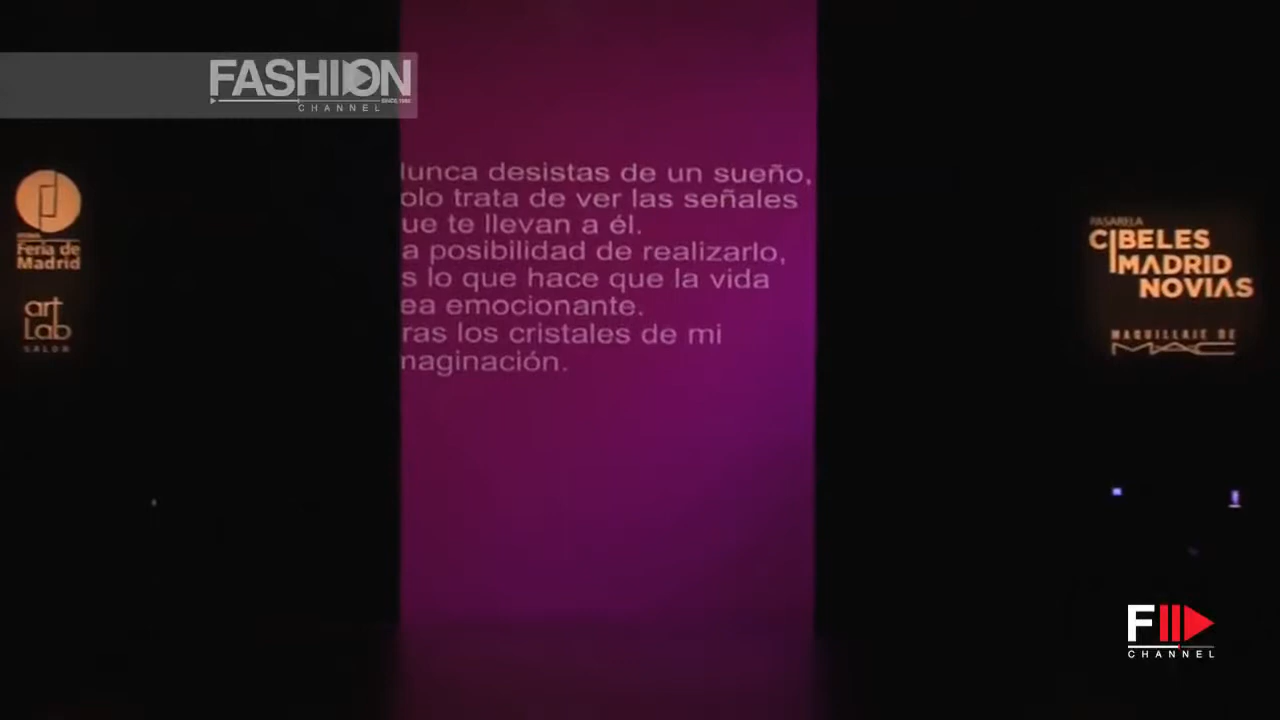 FASHION
CHANNEL
SINCE 1986
Feria de
Madrid
art
Lab
SALON
lunca desistas de un sueño,
olo trata de ver las señales
ue te llevan a él.
a posibilidad de realizarlo,
s lo que hace que la vida
ea emocionante.
ras los cristales de mi
naginación.
PASARELA
CIBELES
MADRID
NOVIAS
MAQUILLAJE DE
MAC
F
CHANNEL